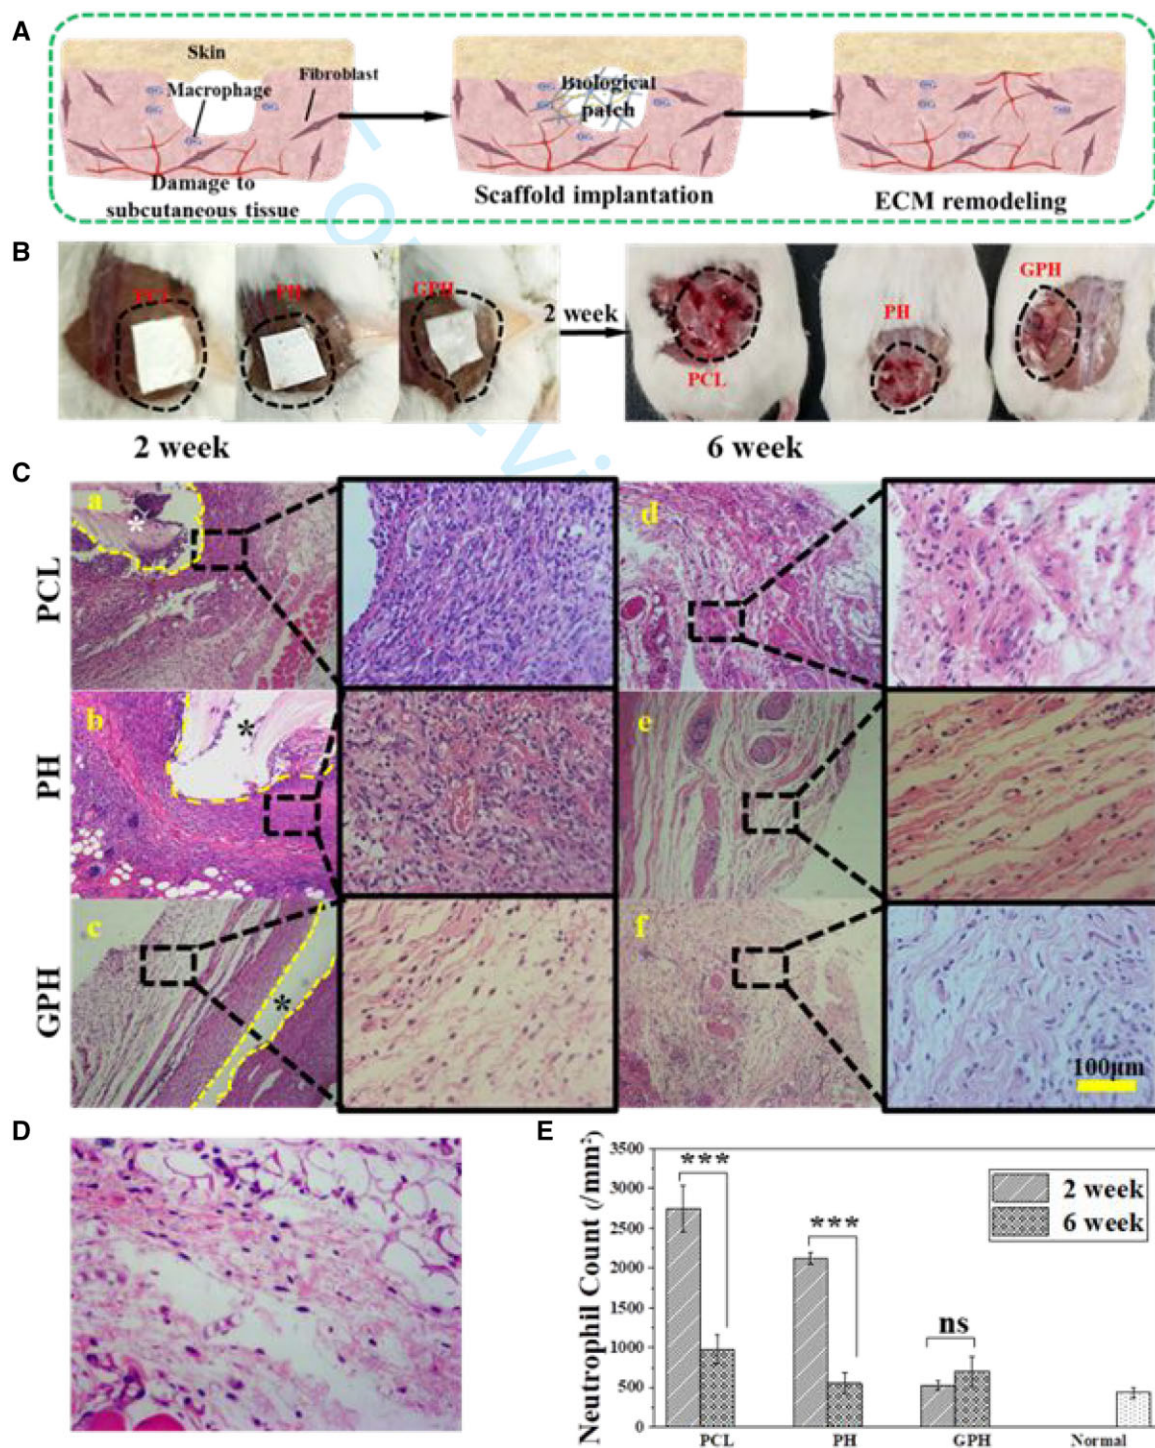 A
Skin
Macrophage
Fibroblast
Damage to
subcutaneous tissue
Biological
patch
Scaffold implantation
ECM remodeling
B
PCL
PH
GPH
2 week
PCL
PH
GPH
2 week
6 week
C
PCL
a
d
PH
b
e
GPH
c
f
100μm
D
E
Neutrophil Count (/mm²)
3500
3000
2500
2000
1500
1000
500
0
***
***
ns
2 week
6 week
PCL
PH
GPH
Normal